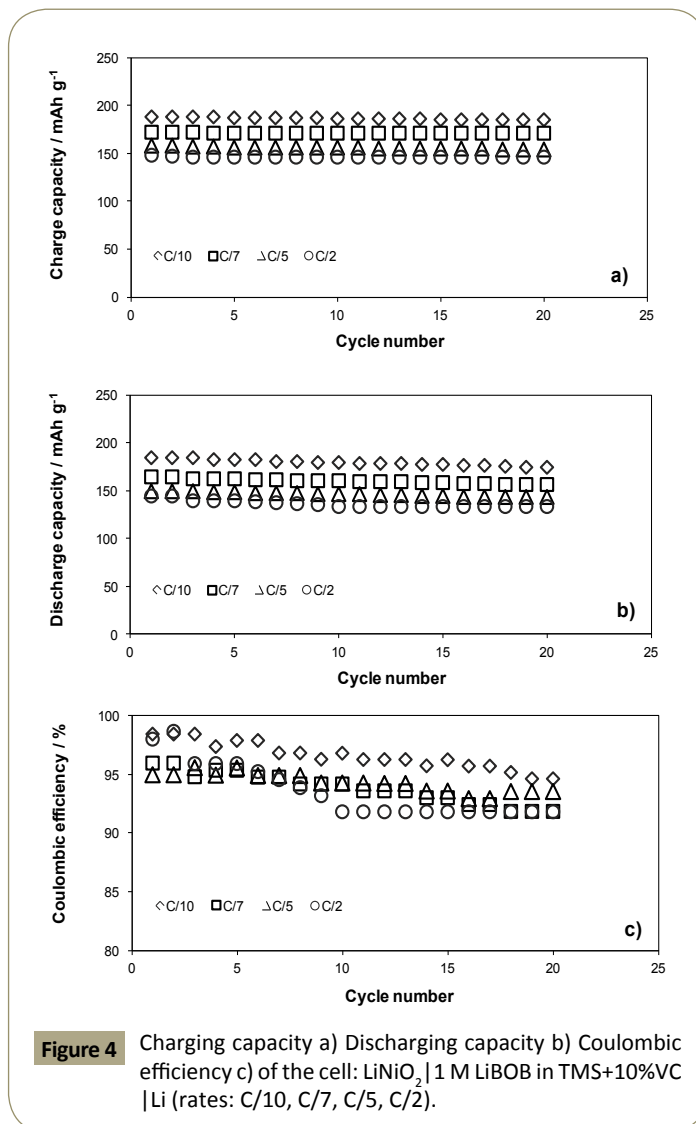 250
200
150
100
50
0
Charge capacity / mAh g⁻¹
◇C/10 □C/7 △C/5 ○C/2
a)
0 5 10 15 20 25
Cycle number
250
200
150
100
50
0
Discharge capacity / mAh g⁻¹
◇C/10 □C/7 △C/5 ○C/2
b)
0 5 10 15 20 25
Cycle number
100
95
90
85
80
Coulombic efficiency / %
◇C/10 □C/7 △C/5 ○C/2
c)
0 5 10 15 20 25
Cycle number
Figure 4 Charging capacity a) Discharging capacity b) Coulombic
efficiency c) of the cell: LiNiO₂|1 M LiBOB in TMS+10%VC
|Li (rates: C/10, C/7, C/5, C/2).